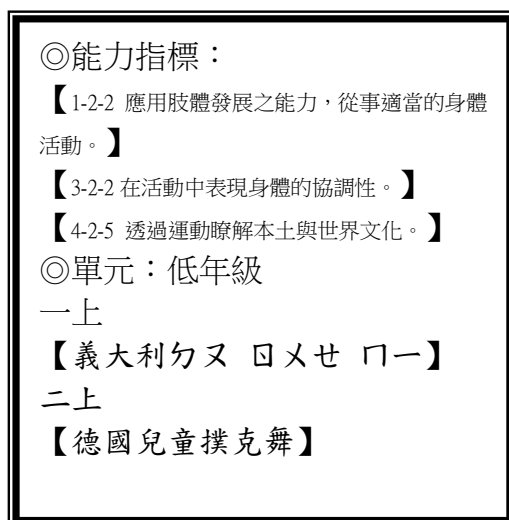 ◎能力指標：
【1-2-2 應用肢體發展之能力，從事適當的身體
活動。】
【3-2-2 在活動中表現身體的協調性。】
【4-2-5 透過運動瞭解本土與世界文化。】
◎單元：低年級
一上
【義大利ㄉㄡ ㄖㄨㄝ ㄇㄧ】
二上
【德國兒童撲克舞】